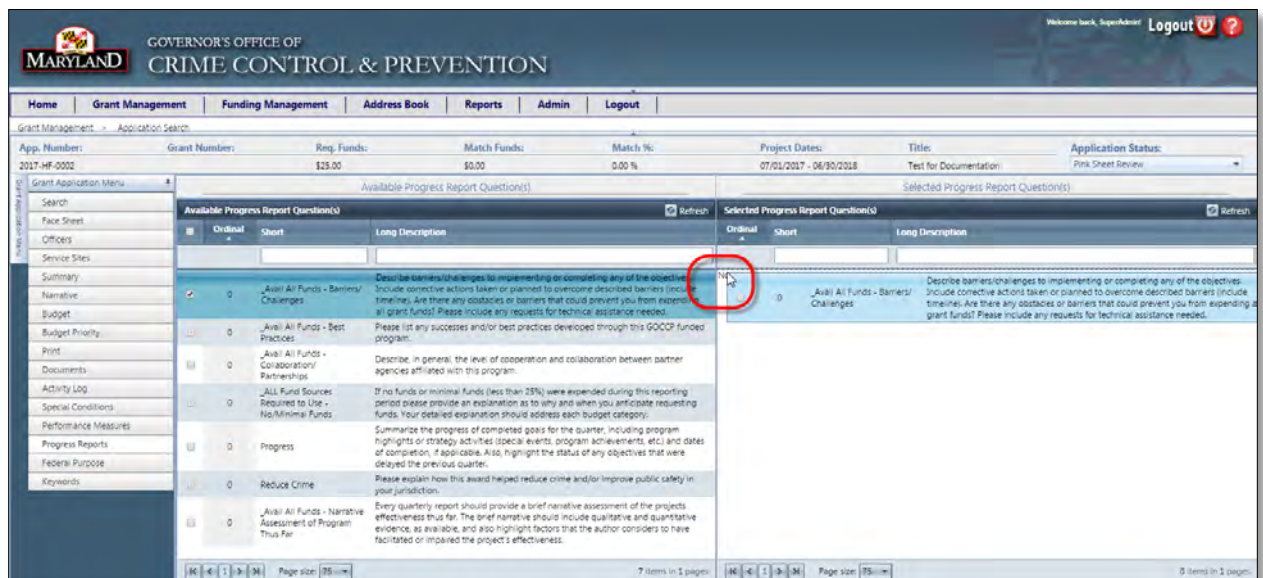 Welcome back, SuperAdmin! Logout ?
MARYLAND
GOVERNOR'S OFFICE OF
CRIME CONTROL & PREVENTION
Home Grant Management Funding Management Address Book Reports Admin Logout
Grant Management > Application Search
App. Number: Grant Number: Req. Funds: Match Funds: Match %: Project Dates: Title: Application Status:
2017-HF-0002 $25.00 $0.00 0.00 % 07/01/2017 - 06/30/2018 Test for Documentation Pink Sheet Review
Grant Application Menu
Grant Application Menu
Search
Face Sheet
Officers
Service Sites
Summary
Narrative
Budget
Budget Priority
Print
Documents
Activity Log
Special Conditions
Performance Measures
Progress Reports
Federal Purpose
Keywords
Available Progress Report Question(s)
Available Progress Report Question(s) Refresh
Ordinal Short Long Description
0 _Avail All Funds - Barriers/
Challenges
Describe barriers/challenges to implementing or completing any of the objectives.
Include corrective actions taken or planned to overcome described barriers (include
timeline). Are there any obstacles or barriers that could prevent you from expending
all grant funds? Please include any requests for technical assistance needed.
0 _Avail All Funds - Best
Practices
Please list any successes and/or best practices developed through this GOCCP funded
program.
0 _Avail All Funds -
Collaboration/
Partnerships
Describe, in general, the level of cooperation and collaboration between partner
agencies affiliated with this program.
0 _ALL Fund Sources
Required to Use -
No/Minimal Funds
If no funds or minimal funds (less than 25%) were expended during this reporting
period please provide an explanation as to why and when you anticipate requesting
funds. Your detailed explanation should address each budget category.
0 Progress
Summarize the progress of completed goals for the quarter, including program
highlights or strategy activities (special events, program achievements, etc.) and dates
of completion, if applicable. Also, highlight the status of any objectives that were
delayed the previous quarter.
0 Reduce Crime
Please explain how this award helped reduce crime and/or improve public safety in
your jurisdiction.
0 _Avail All Funds - Narrative
Assessment of Program
Thus Far
Every quarterly report should provide a brief narrative assessment of the projects
effectiveness thus far. The brief narrative should include qualitative and quantitative
evidence, as available, and also highlight factors that the author considers to have
facilitated or impaired the project's effectiveness.
1 Page size: 75 7 items in 1 pages
Selected Progress Report Question(s)
Selected Progress Report Question(s) Refresh
Ordinal Short Long Description
0 _Avail All Funds - Barriers/
Challenges
Describe barriers/challenges to implementing or completing any of the objectives.
Include corrective actions taken or planned to overcome described barriers (include
timeline). Are there any obstacles or barriers that could prevent you from expending a
grant funds? Please include any requests for technical assistance needed.
1 Page size: 75 0 items in 1 pages